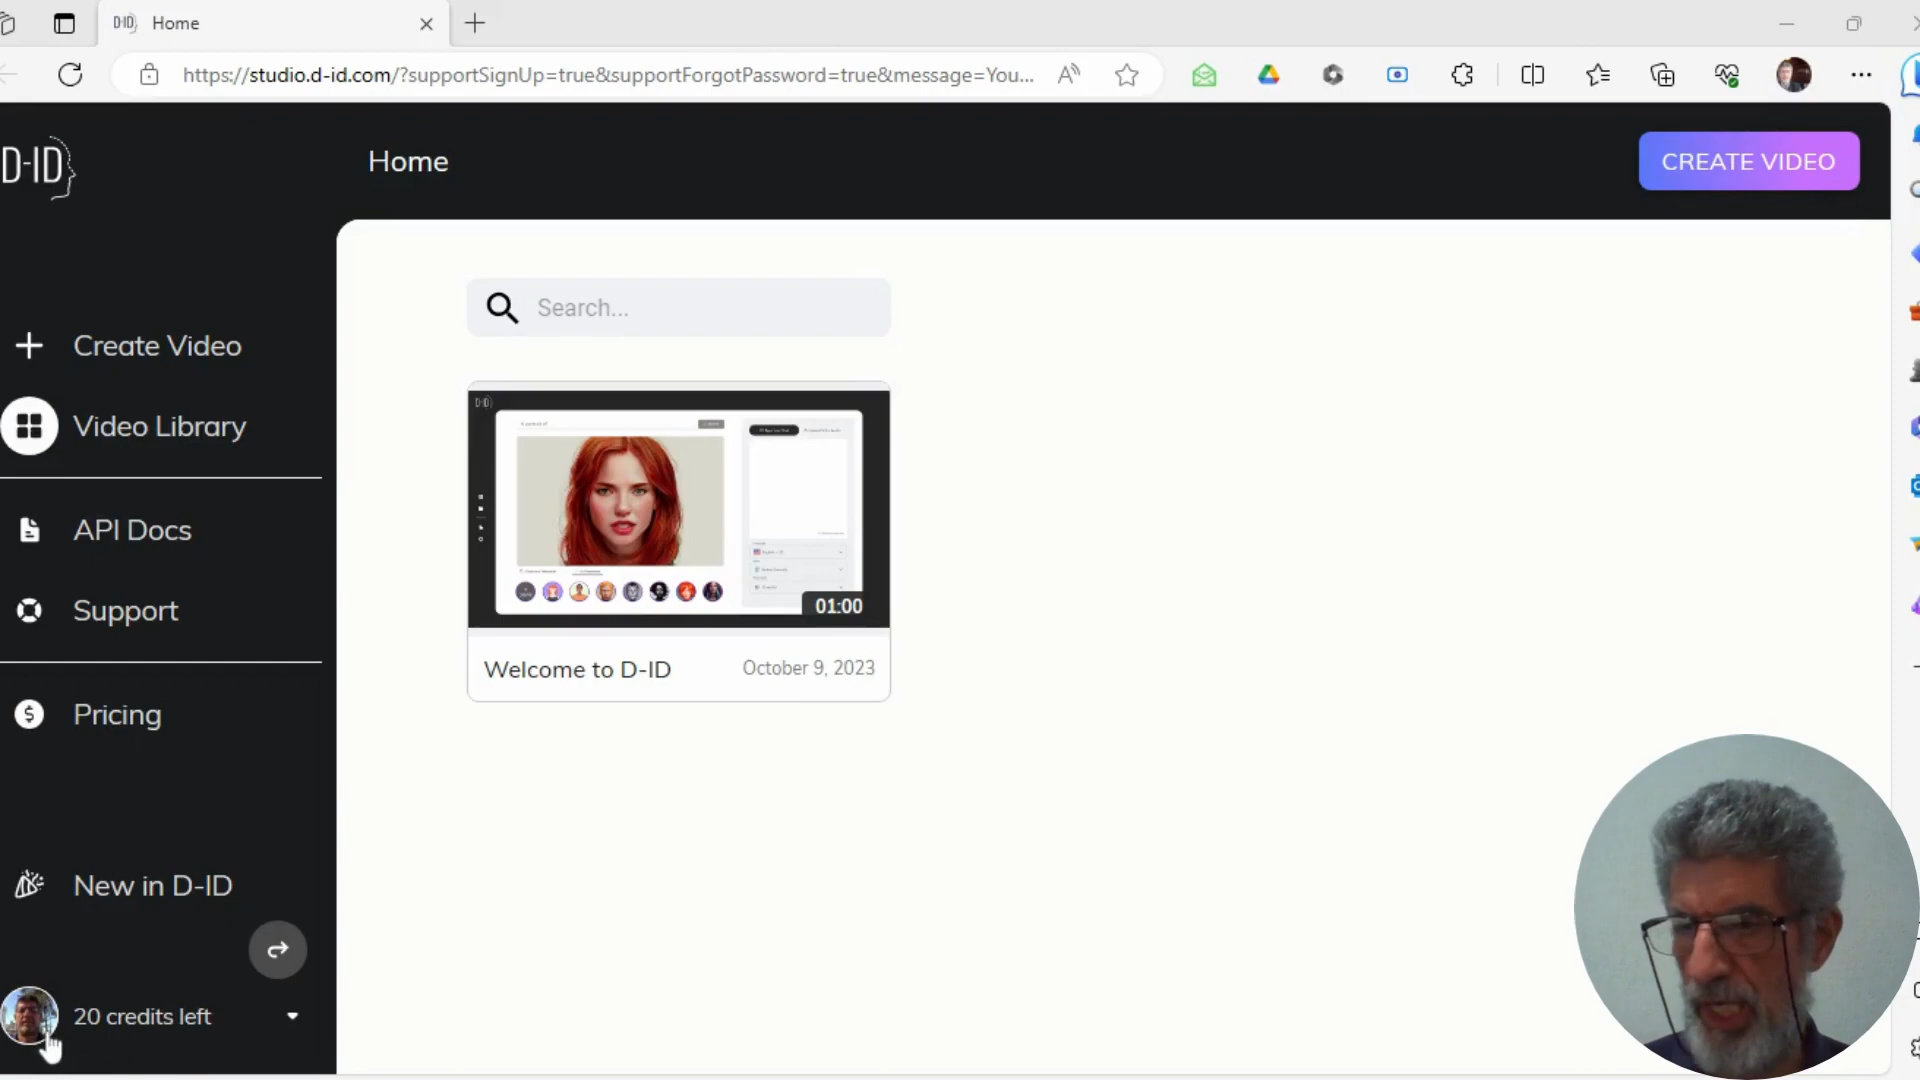 D-ID Home
https://studio.d-id.com/?supportSignUp=true&supportForgotPassword=true&message=You...
D-ID
Home
CREATE VIDEO
Search...
Create Video
Video Library
API Docs
Support
Pricing
New in D-ID
20 credits left
D-ID
01:00
Welcome to D-ID
October 9, 2023